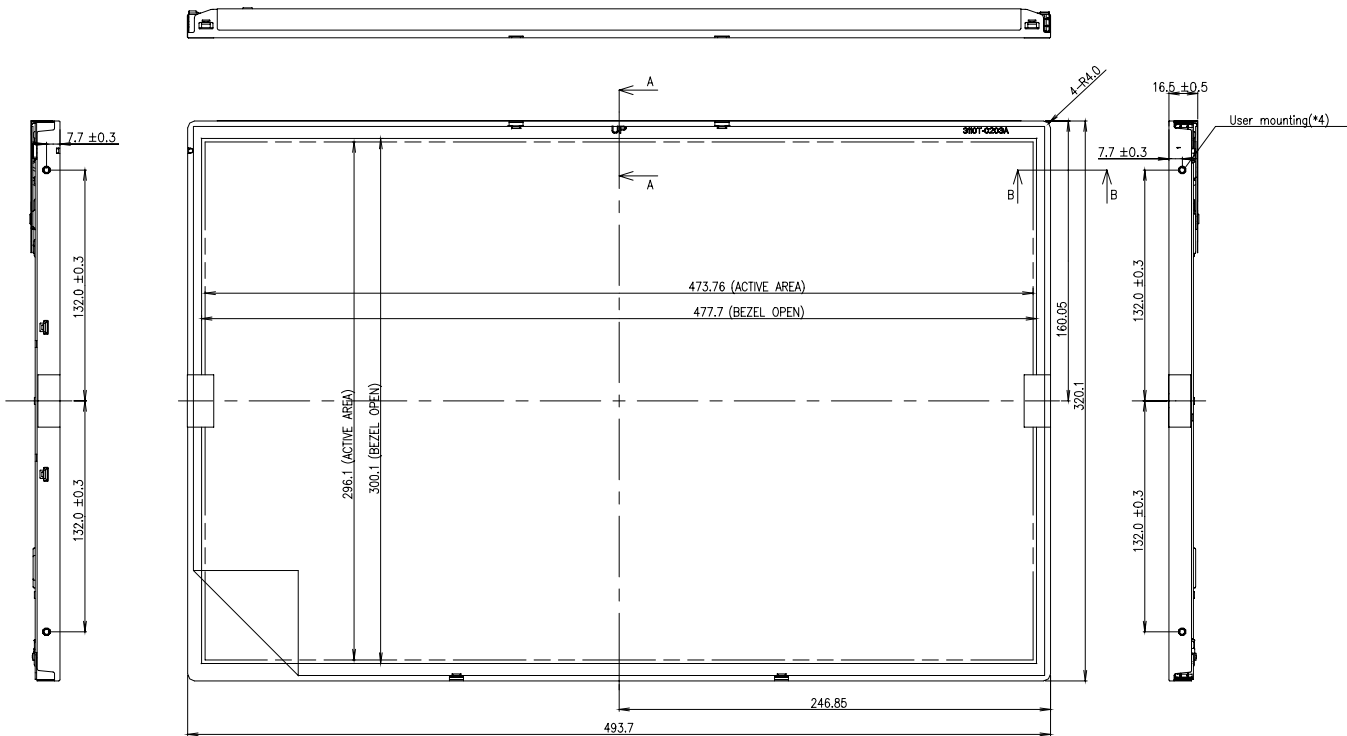 A
4-R4.0
16.5 ±0.5
User mounting(*4)
UP
7.7 ±0.3
7.7 ±0.3
A
B
B
132.0 ±0.3
132.0 ±0.3
473.76 (ACTIVE AREA)
477.7 (BEZEL OPEN)
160.05
320.1
296.1 (ACTIVE AREA)
300.1 (BEZEL OPEN)
132.0 ±0.3
132.0 ±0.3
246.85
493.7